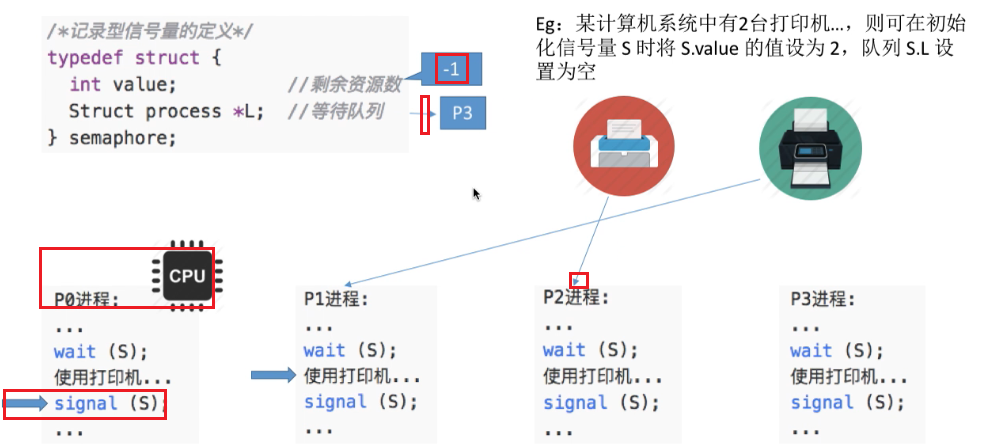 /*记录型信号量的定义*/
typedef struct {
int value; //剩余资源数
Struct process *L; //等待队列
} semaphore;
-1
P3
Eg：某计算机系统中有2台打印机...，则可在初始
化信号量 S 时将 S.value 的值设为 2，队列 S.L 设
置为空
CPU
P0进程:
...
wait (S);
使用打印机...
signal (S);
...
P1进程:
...
wait (S);
使用打印机...
signal (S);
...
P2进程:
...
wait (S);
使用打印机...
signal (S);
...
P3进程:
...
wait (S);
使用打印机...
signal (S);
...